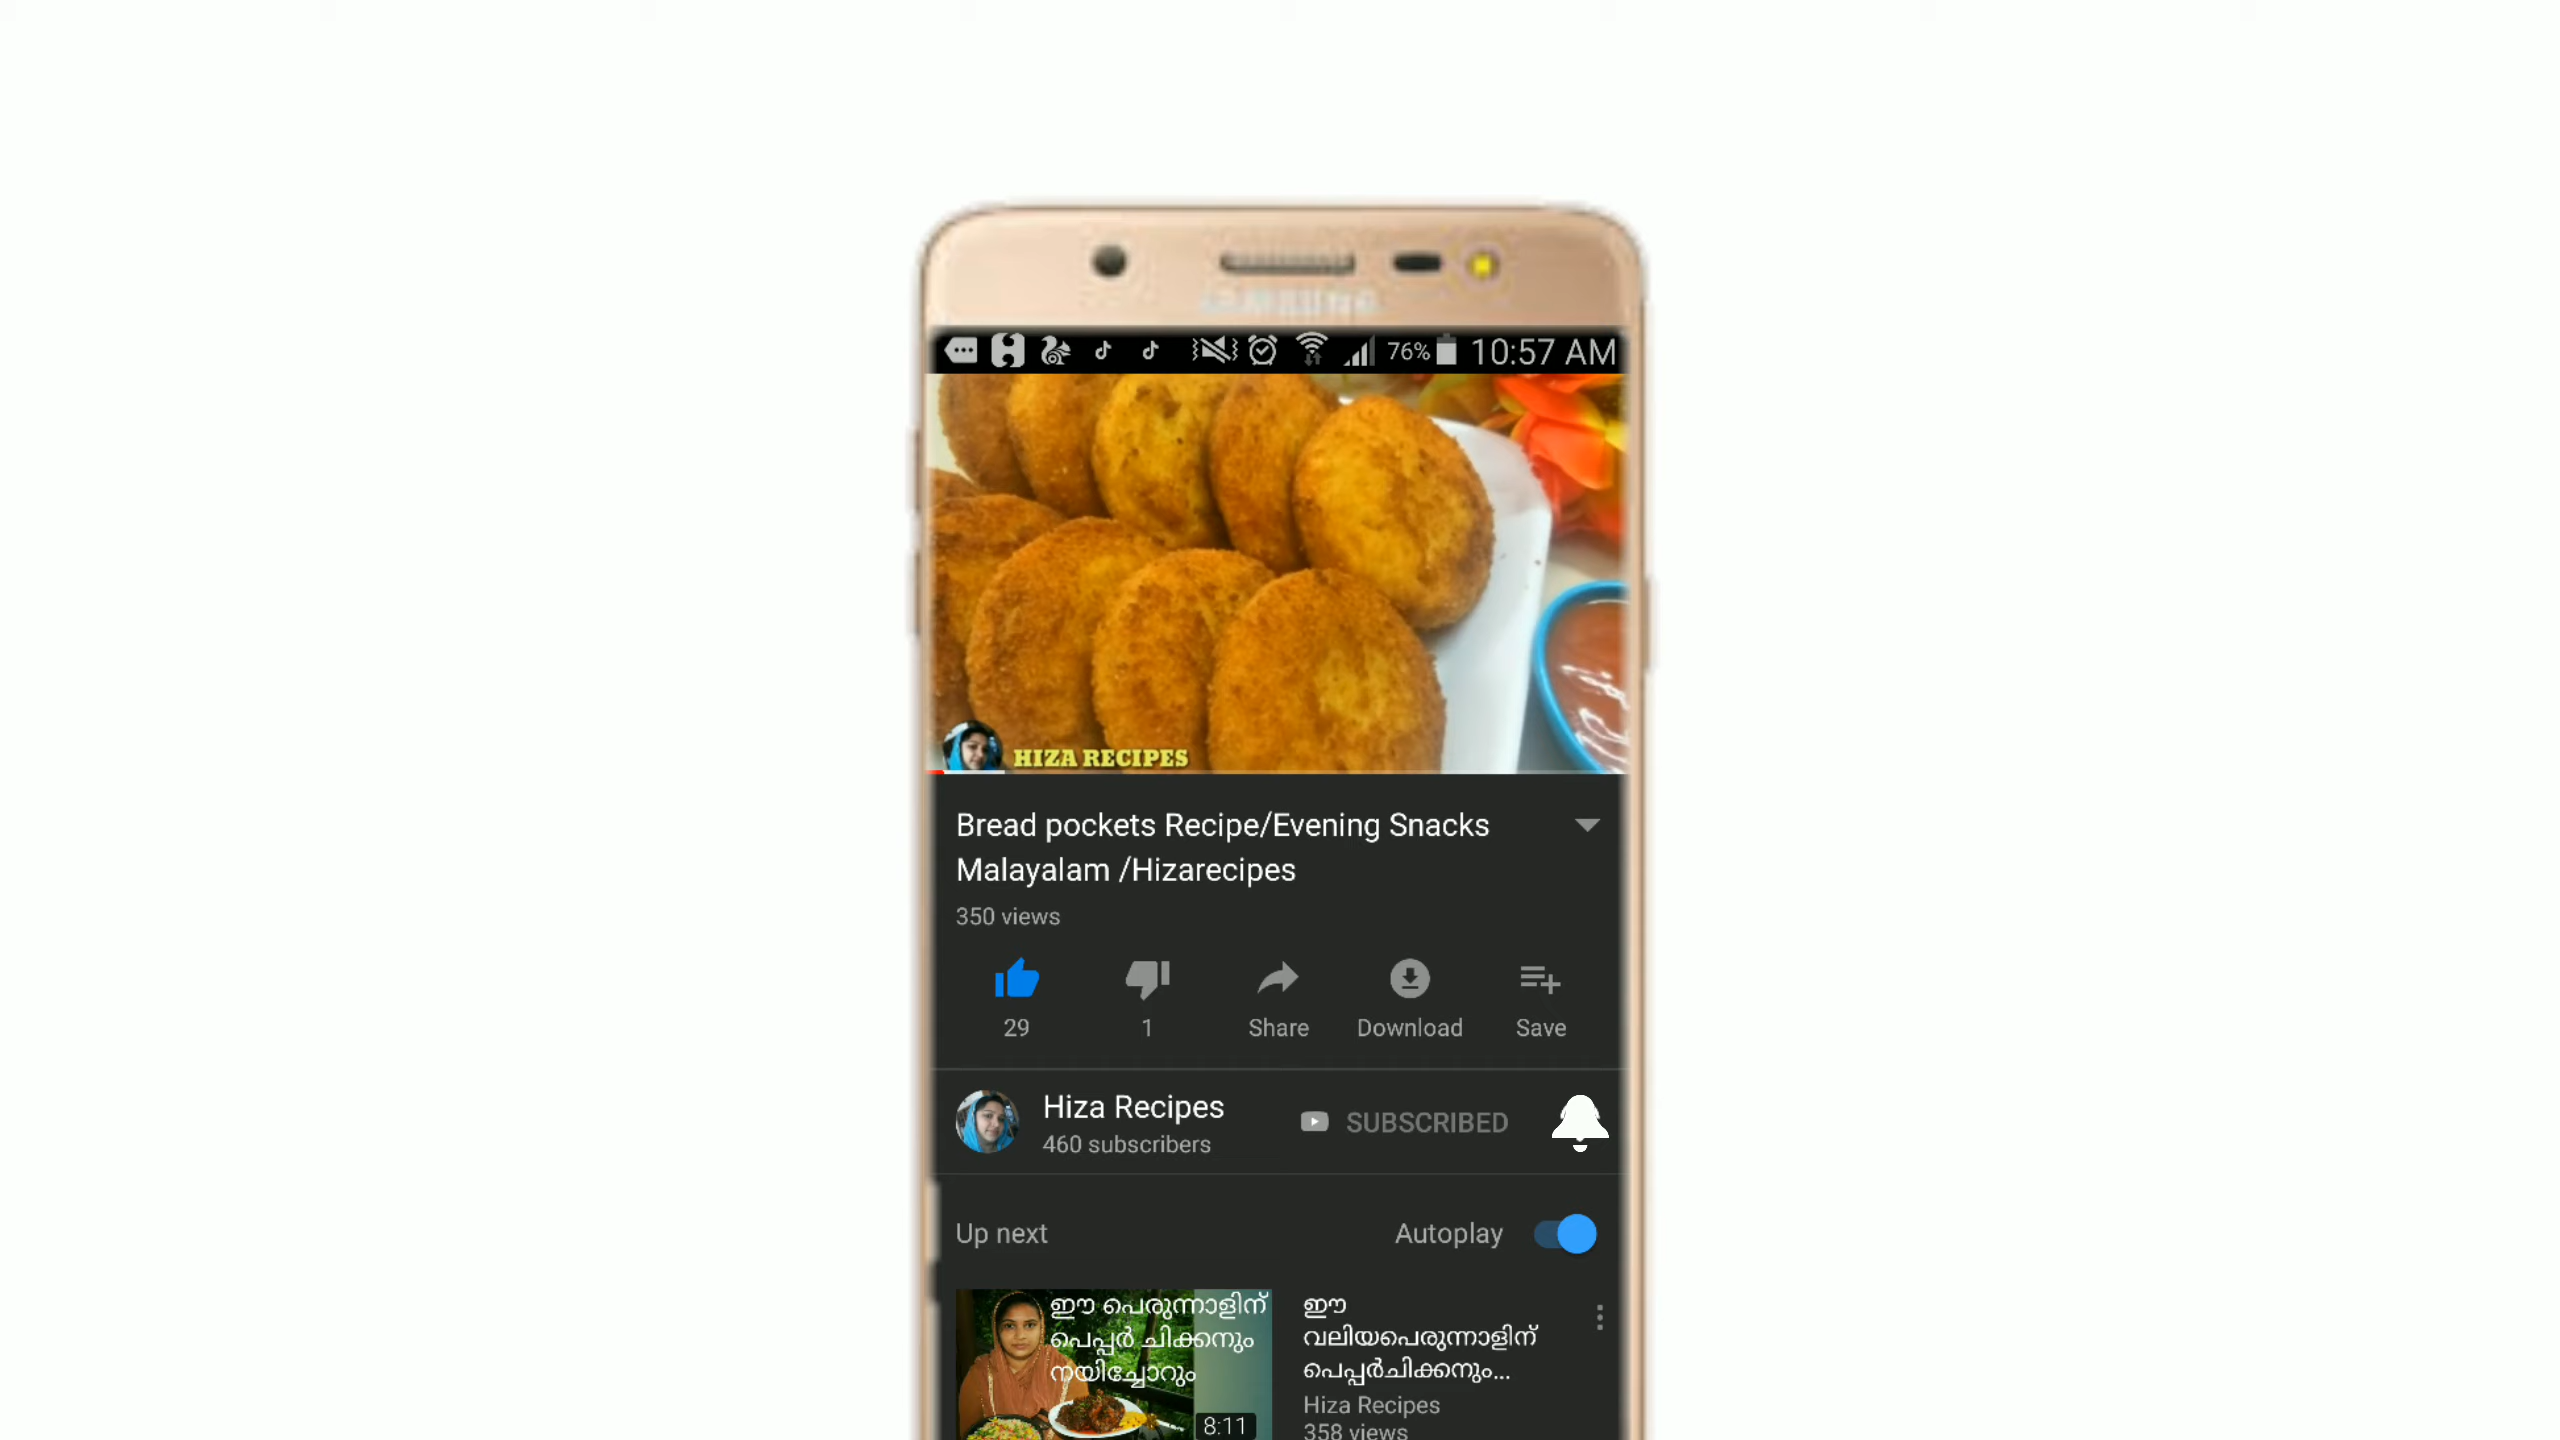 SAMSUNG
76% 10:57 AM
HIZA RECIPES
Bread pockets Recipe/Evening Snacks
Malayalam /Hizarecipes
350 views
29
1
Share
Download
Save
Hiza Recipes
460 subscribers
SUBSCRIBED
Up next
Autoplay
ഈ പെരുന്നാളിന്
പെപ്പർ ചിക്കനും
നയിച്ചോറും
8:11
ഈ
വലിയപെരുന്നാളിന്
പെപ്പർചിക്കനും...
Hiza Recipes
358 views